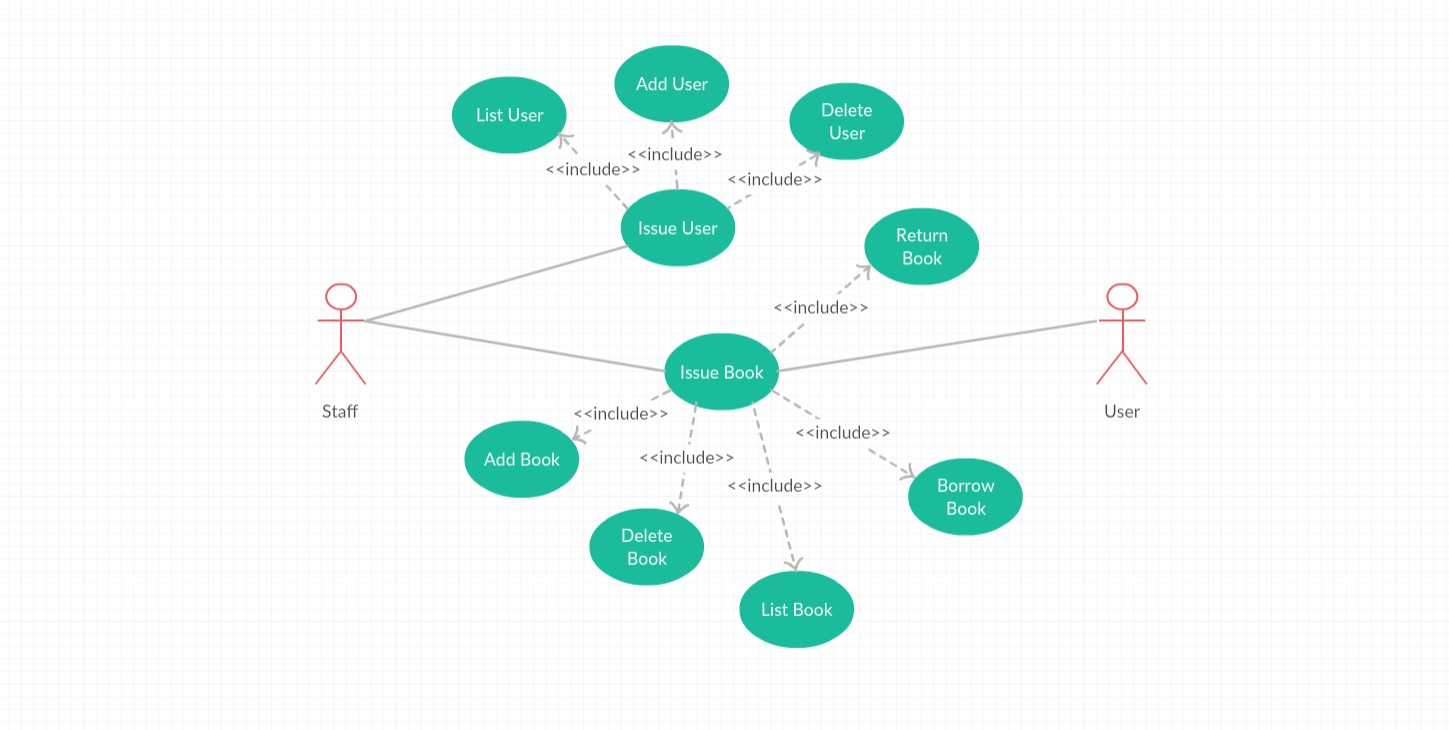 Add User
List User
Delete
User
<<include>>
<<include>>
<<include>>
Issue User
Return
Book
<<include>>
Issue Book
Staff
User
<<include>>
<<include>>
Add Book
<<include>>
<<include>>
Borrow
Book
Delete
Book
List Book